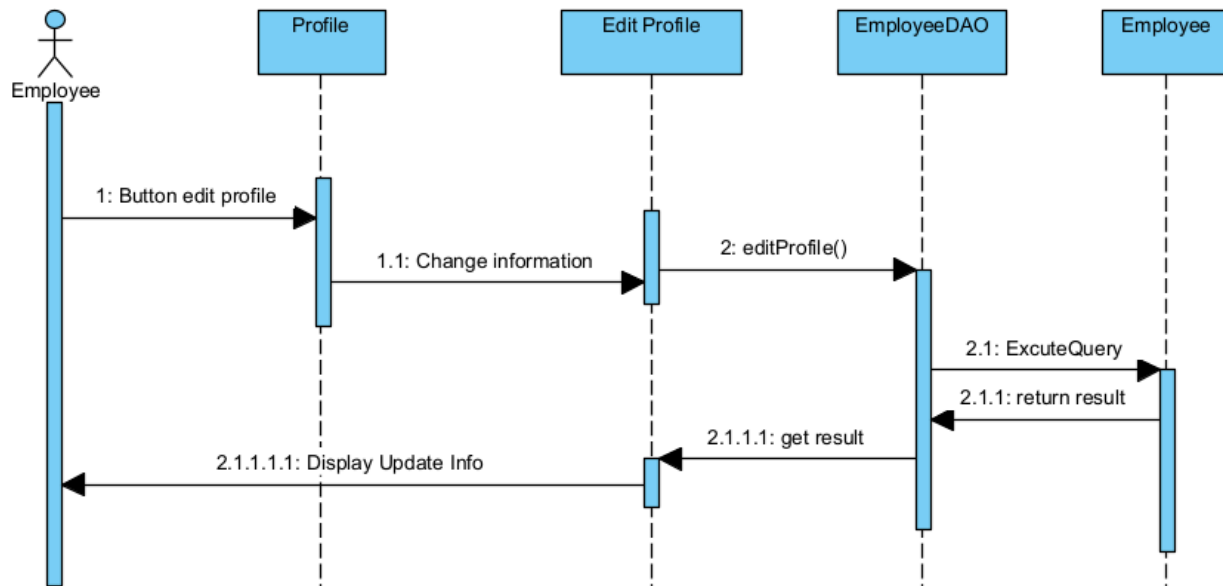 Profile
Edit Profile
EmployeeDAO
Employee
Employee
1: Button edit profile
1.1: Change information
2: editProfile()
2.1: ExcuteQuery
2.1.1: return result
2.1.1.1: get result
2.1.1.1.1: Display Update Info